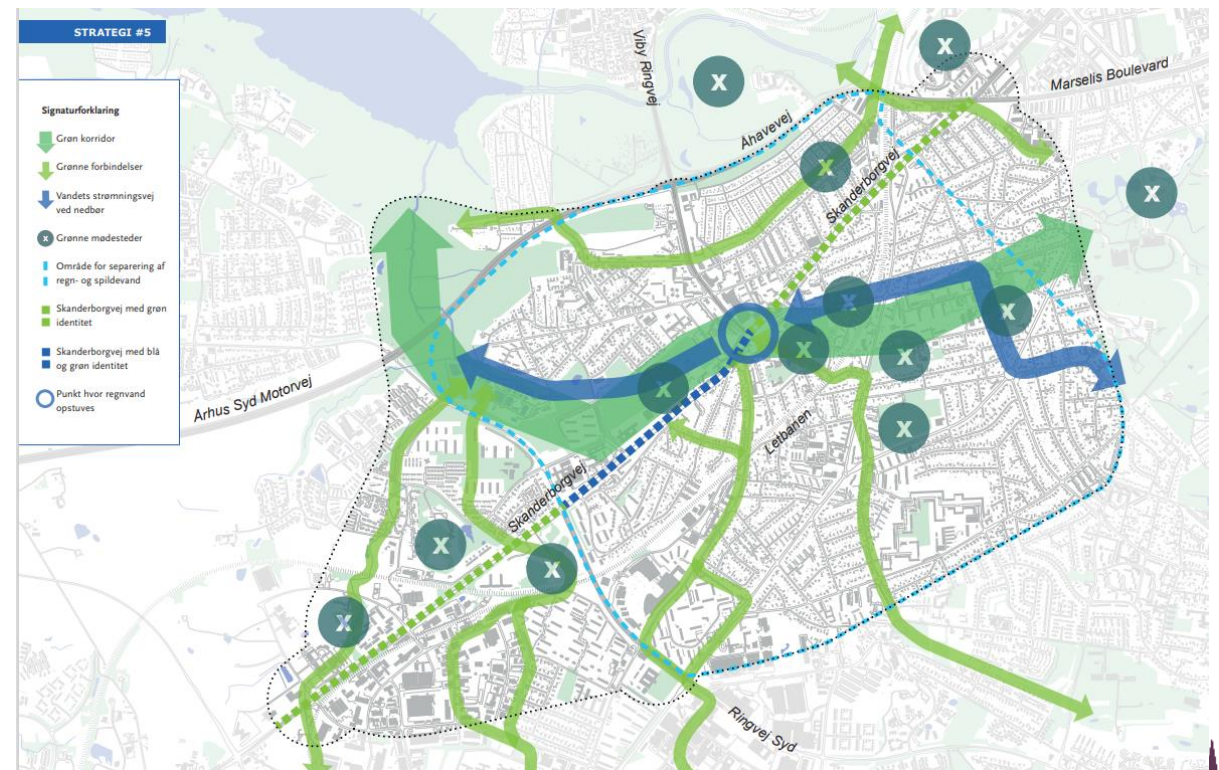 STRATEGI #5
Signaturforklaring
Grøn korridor
Grønne forbindelser
Vandets strømningsvej
ved nedbør
x Grønne mødesteder
Område for separering af
regn- og spildevand
Skanderborgvej med grøn
identitet
Skanderborgvej med blå
og grøn identitet
Punkt hvor regnvand
opstuves
Viby Ringvej
Marselis Boulevard
Åhavevej
Skanderborgvej
Århus Syd Motorvej
Letbanen
Skanderborgvej
Ringvej Syd
X
X
X
X
X
X
X
X
X
X
X
X
X